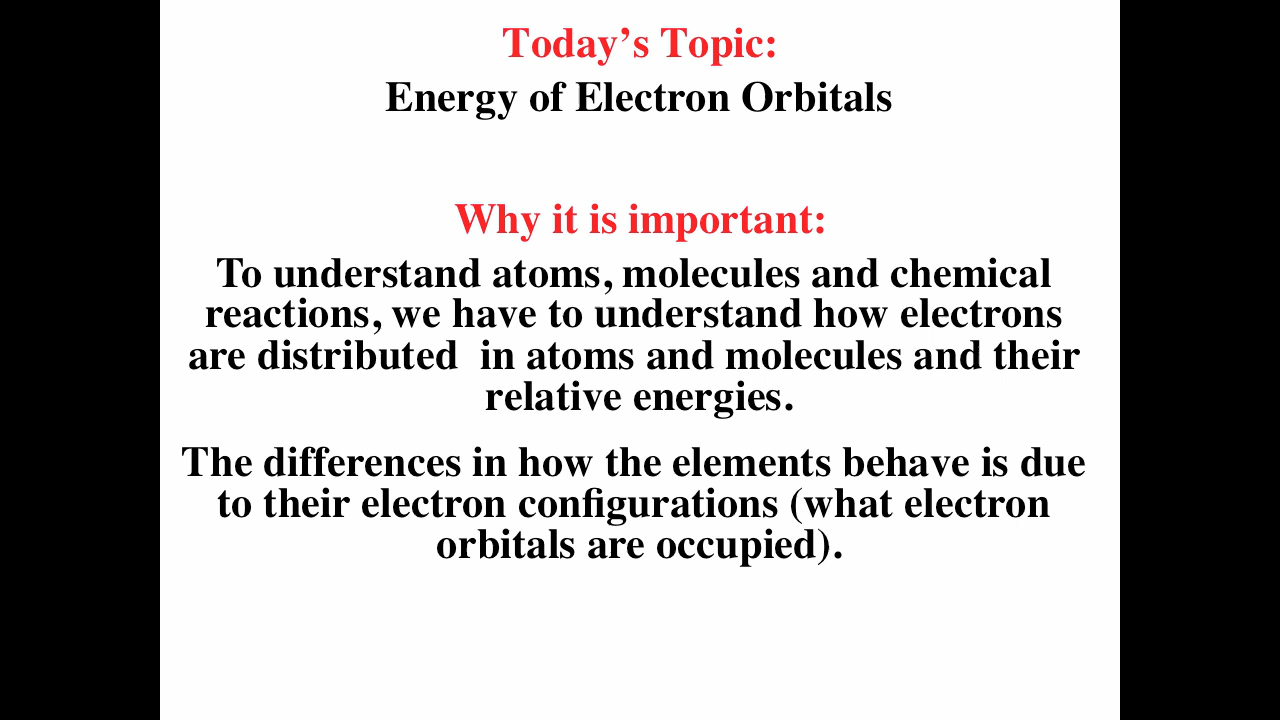 Today’s Topic:
Energy of Electron Orbitals
Why it is important:
To understand atoms, molecules and chemical
reactions, we have to understand how electrons
are distributed  in atoms and molecules and their
relative energies.
The differences in how the elements behave is due
to their electron configurations (what electron
orbitals are occupied).